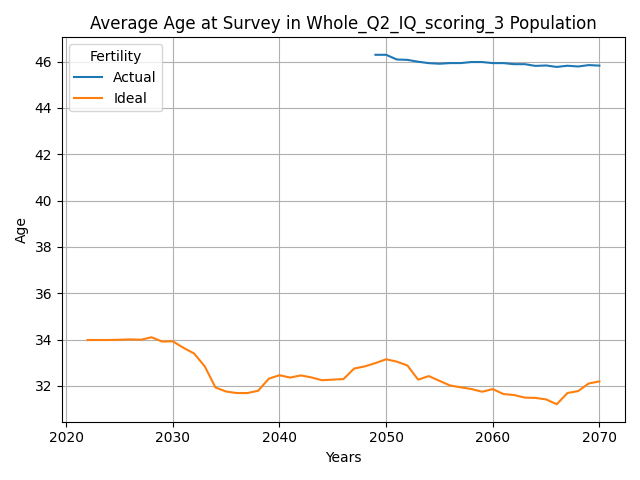 Average Age at Survey in Whole_Q2_IQ_scoring_3 Population
Fertility
Actual
Ideal
46
44
42
40
38
36
34
32
Age
2020
2030
2040
2050
2060
2070
Years